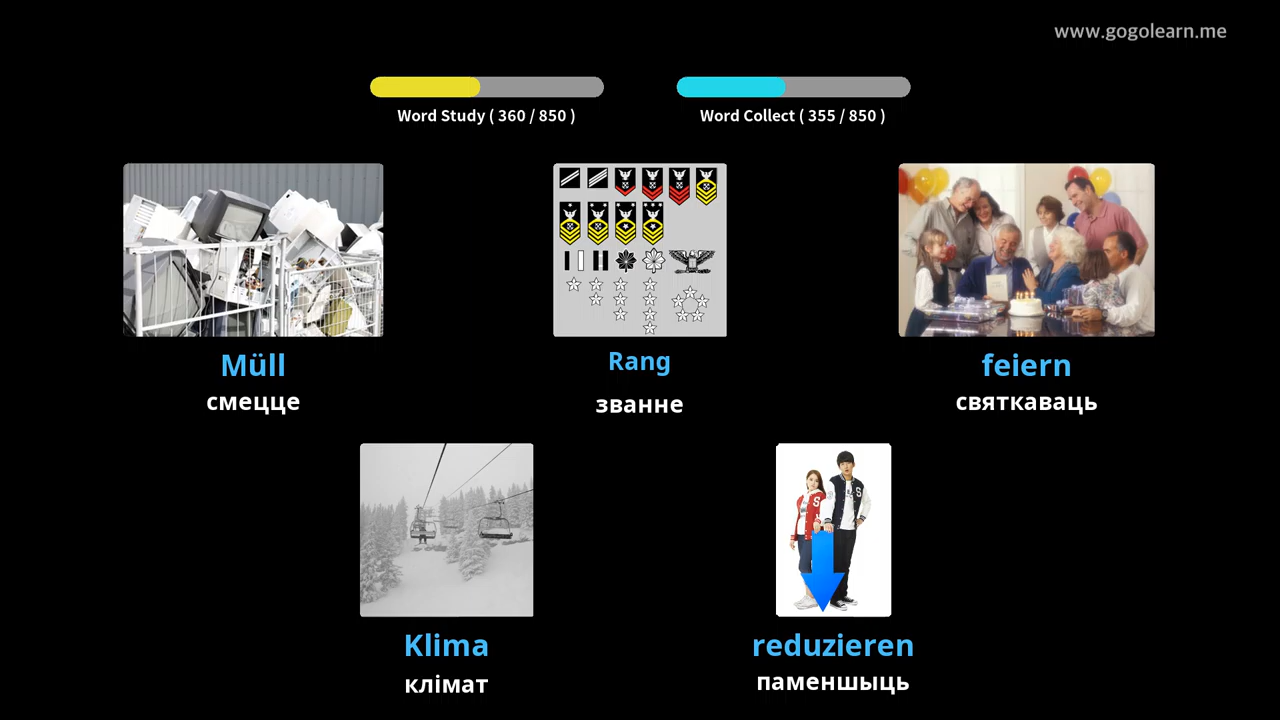 www.gogolearn.me
Word Study ( 360 / 850 )
Word Collect ( 355 / 850 )
Müll
смецце
Rang
званне
feiern
святкаваць
Klima
клімат
reduzieren
паменшыць